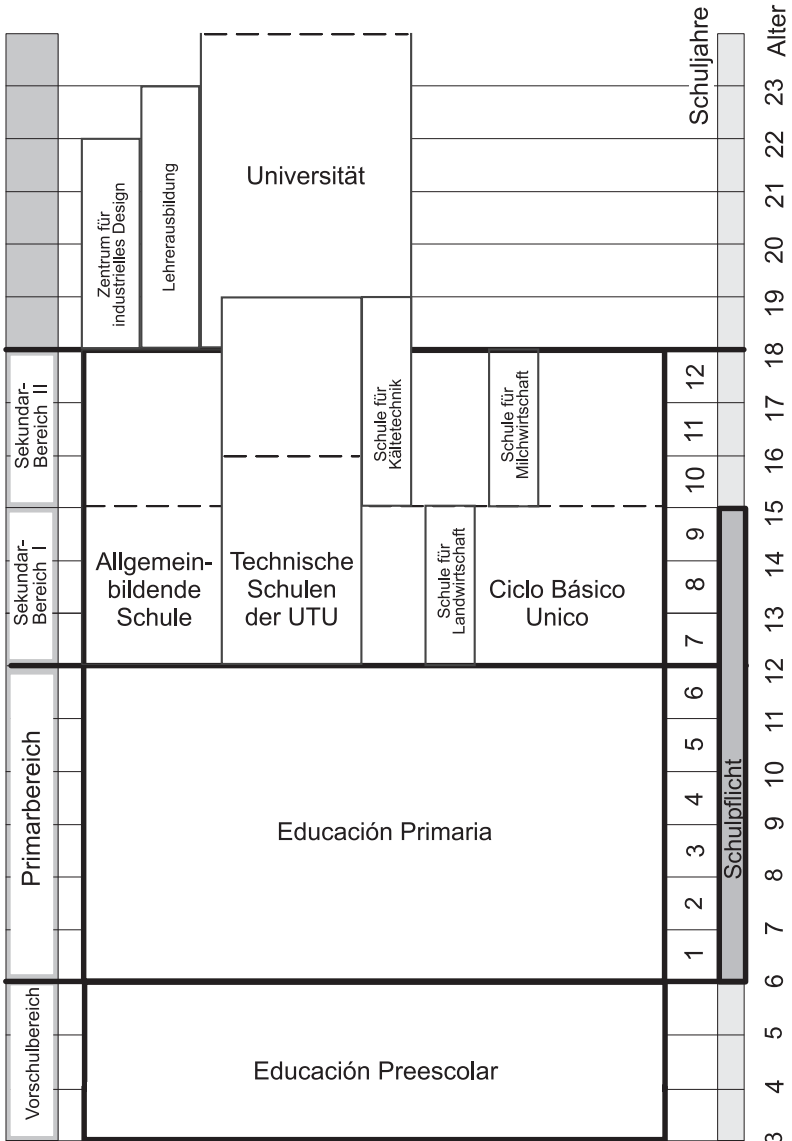 Schuljahre
Alter
23
22
21
20
19
18
17
16
15
14
13
12
11
10
9
8
7
6
5
4
3
Zentrum für
industrielles Design
Lehrerausbildung
Universität
Sekundar-
Bereich II
Schule für
Kältetechnik
Schule für
Milchwirtschaft
12
11
10
Sekundar-
Bereich I
Allgemein-
bildende
Schule
Technische
Schulen
der UTU
Schule für
Landwirtschaft
Ciclo Básico
Unico
9
8
7
Primarbereich
Educación Primaria
6
5
4
3
2
1
Schulpflicht
Vorschulbereich
Educación Preescolar